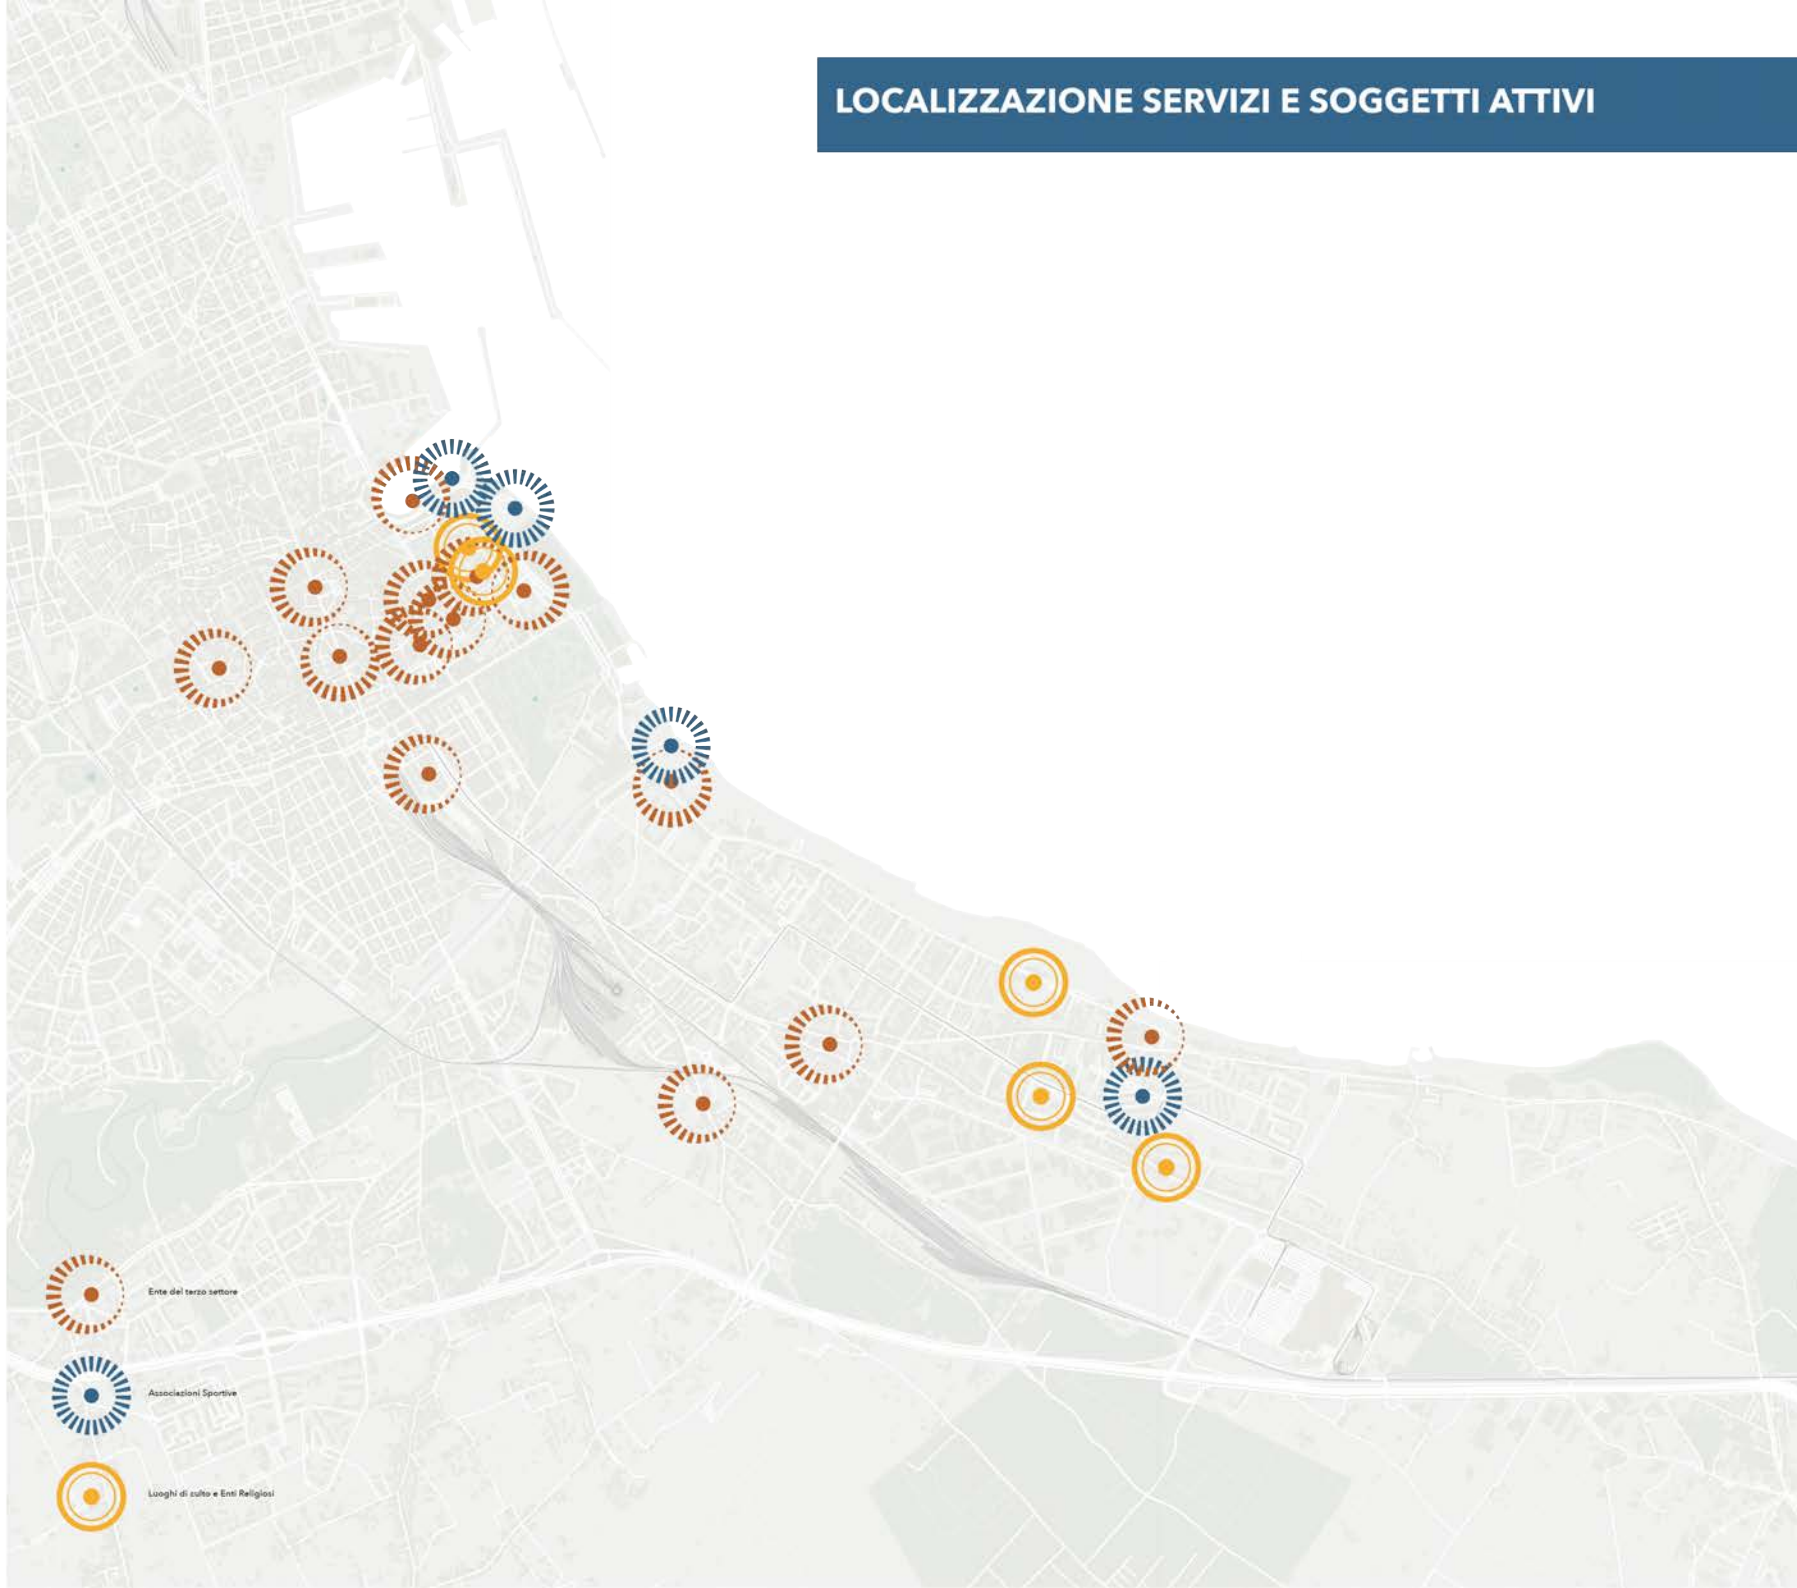 LOCALIZZAZIONE SERVIZI E SOGGETTI ATTIVI
Ente del terzo settore
Associazioni Sportive
Luoghi di culto e Enti Religiosi